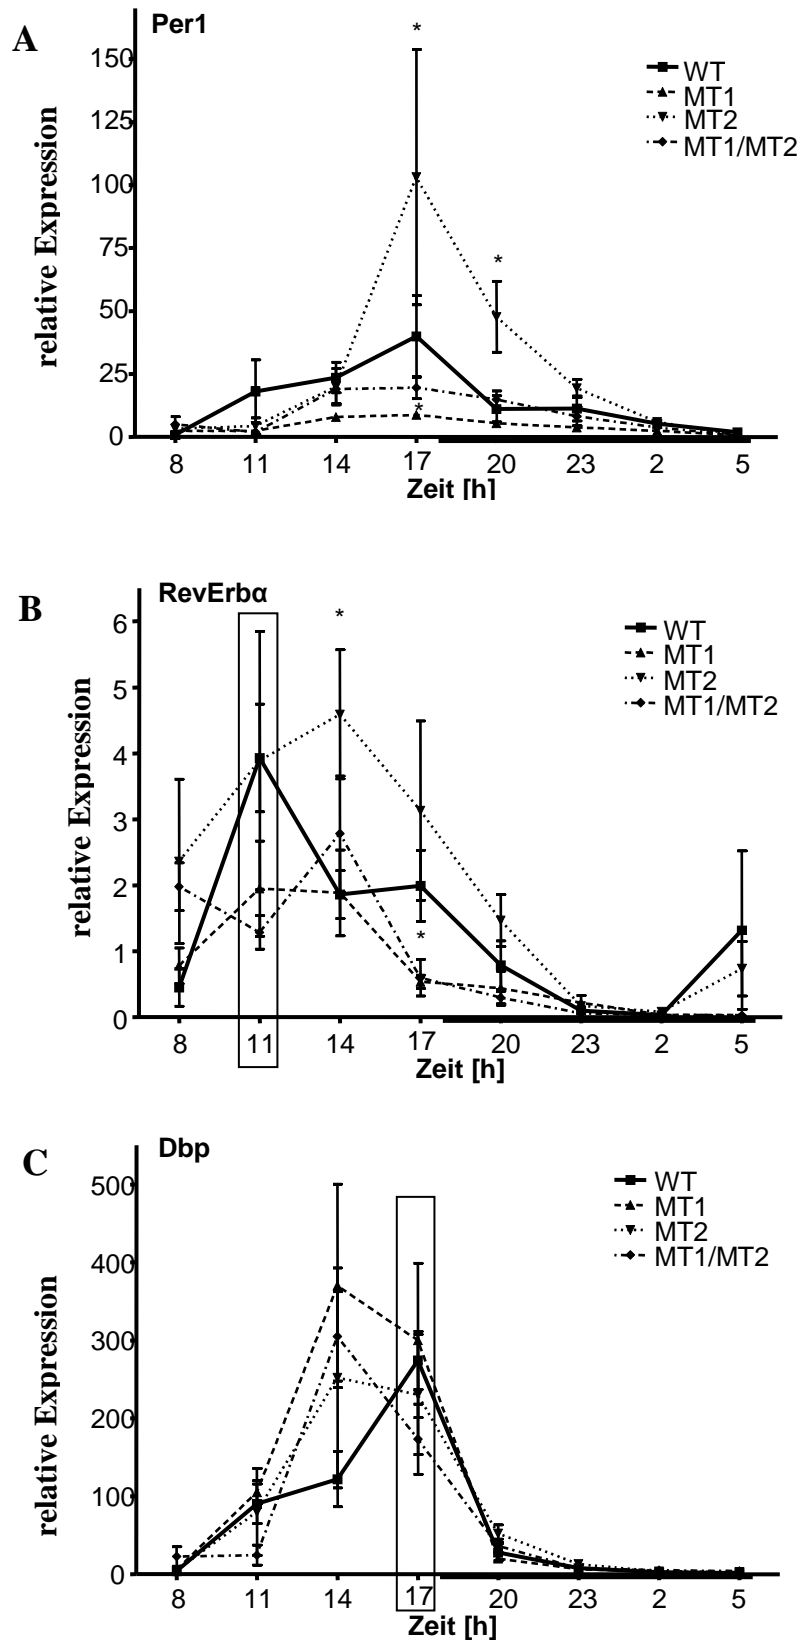 A
Per1
*
WT
MT1
MT2
MT1/MT2
150
125
100
75
50
25
0
*
*
relative Expression
8 11 14 17 20 23 2 5
Zeit [h]
B
RevErbα
*
WT
MT1
MT2
MT1/MT2
6
5
4
3
2
1
0
*
relative Expression
8 11 14 17 20 23 2 5
Zeit [h]
C
Dbp
WT
MT1
MT2
MT1/MT2
500
400
300
200
100
0
relative Expression
8 11 14 17 20 23 2 5
Zeit [h]